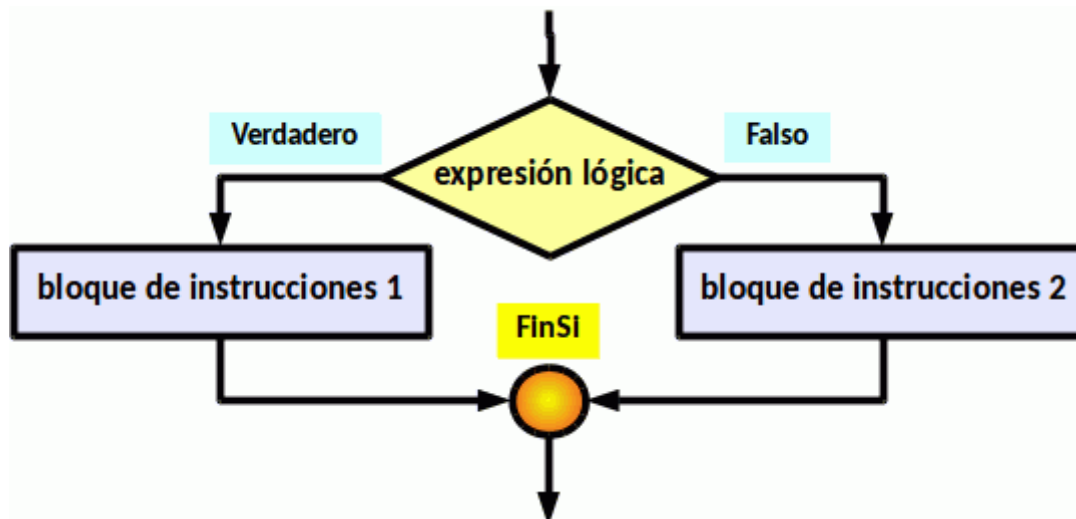 Verdadero
Falso
expresión lógica
bloque de instrucciones 1
bloque de instrucciones 2
FinSi